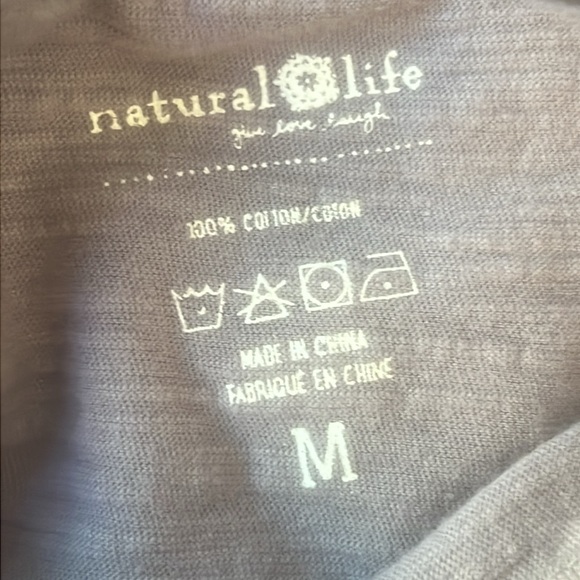 natural life
give love laugh
100% COTTON/COTON
MADE IN CHINA
FABRIQUÉ EN CHINE
M